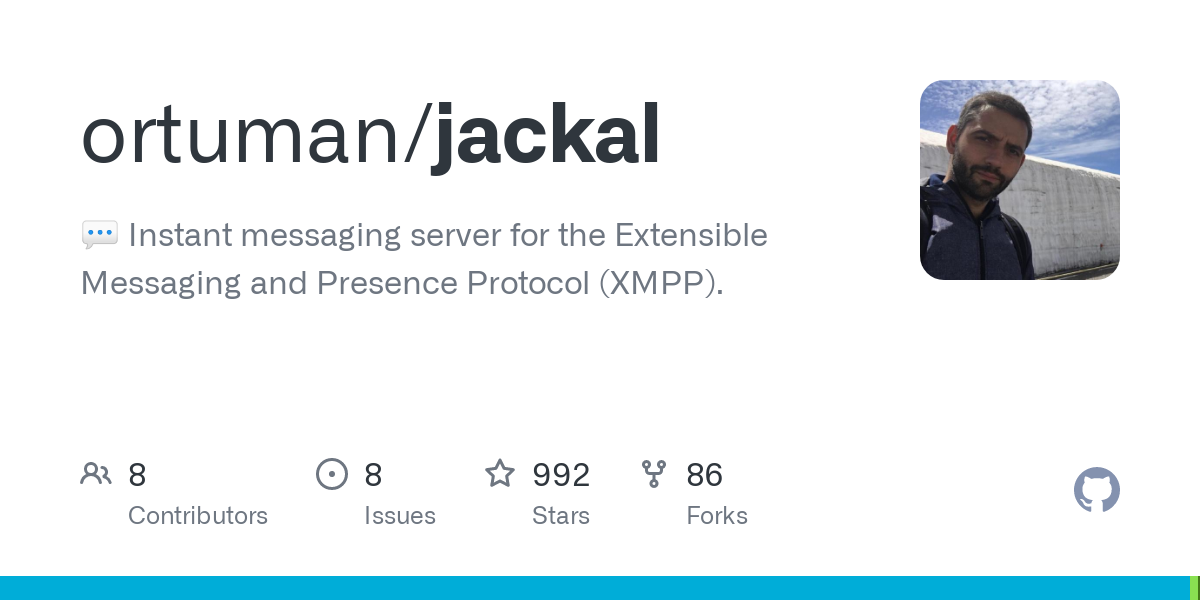 ortuman/jackal
💬 Instant messaging server for the Extensible
Messaging and Presence Protocol (XMPP).
8
Contributors
8
Issues
992
Stars
86
Forks